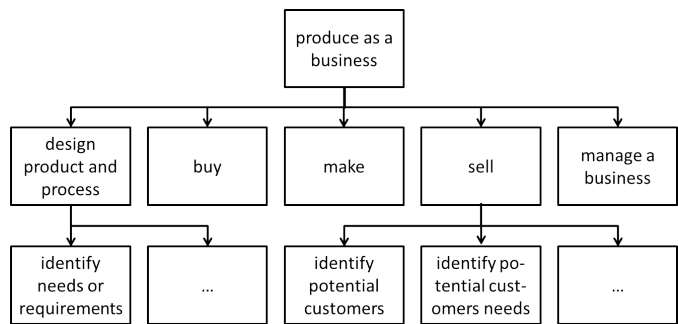 produce as a
business
design
product and
process
buy
make
sell
manage a
business
identify
needs or
requirements
...
identify
potential
customers
identify po-
tential cust-
omers needs
...